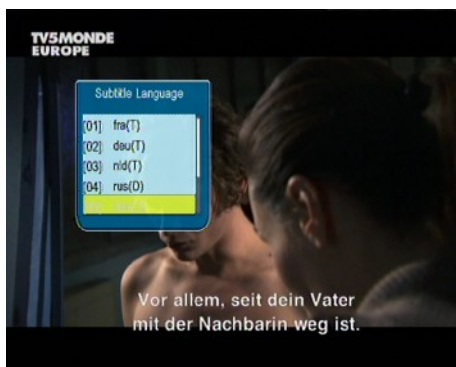 TV5MONDE
EUROPE
Subtitle Language
[01] fra(T)
[02] deu(T)
[03] nld(T)
[04] rus(D)
Vor allem, seit dein Vater
mit der Nachbarin weg ist.